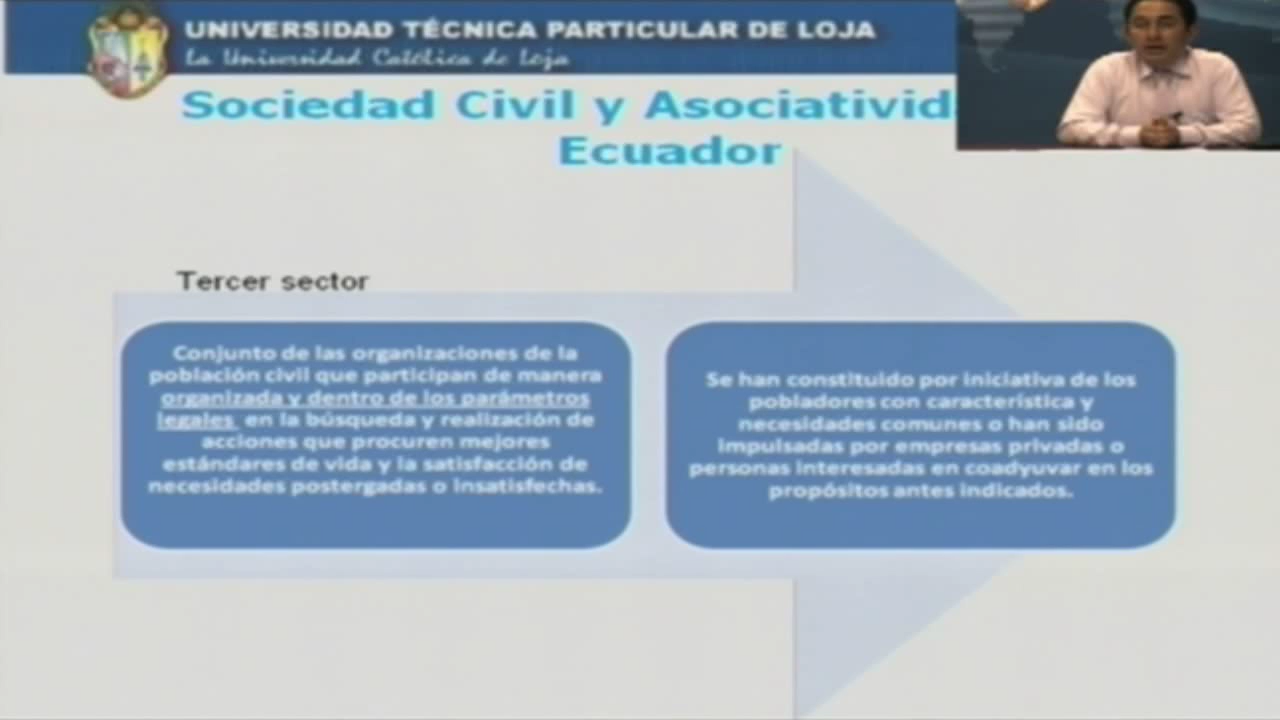 UNIVERSIDAD TÉCNICA PARTICULAR DE LOJA
La Universidad Católica de Loja
Sociedad Civil y Asociativid
Ecuador
Tercer sector
Conjunto de las organizaciones de la
población civil que participan de manera
organizada y dentro de los parámetros
legales en la búsqueda y realización de
acciones que procuren mejores
estándares de vida y la satisfacción de
necesidades postergadas o insatisfechas.
Se han constituido por iniciativa de los
pobladores con característica y
necesidades comunes o han sido
impulsadas por empresas privadas o
personas interesadas en coadyuvar en los
propósitos antes indicados.